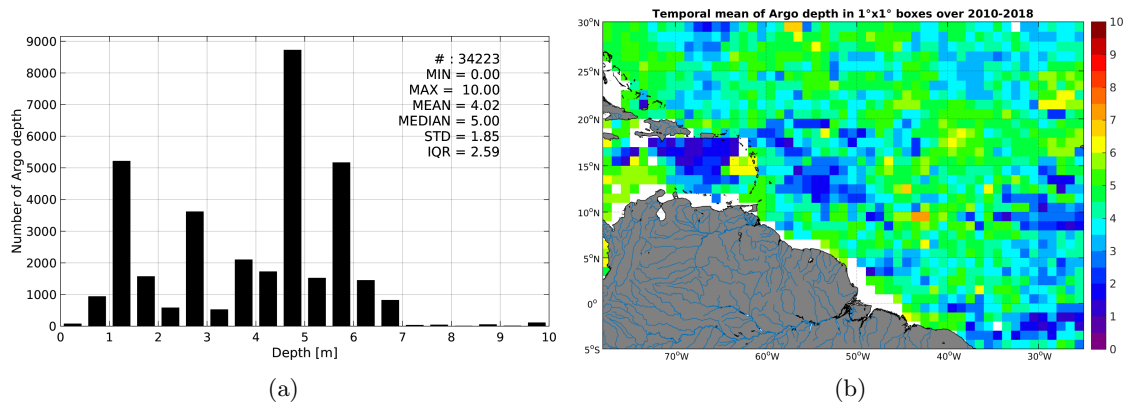 9000
8000
7000
6000
5000
4000
3000
2000
1000
0
Number of Argo depth
# : 34223
MIN = 0.00
MAX = 10.00
MEAN = 4.02
MEDIAN = 5.00
STD = 1.85
IQR = 2.59
0 1 2 3 4 5 6 7 8 9 10
Depth [m]
(a)
Temporal mean of Argo depth in 1°x1° boxes over 2010-2018
30°N
25°N
20°N
15°N
10°N
5°N
0°
5°S
70°W 60°W 50°W 40°W 30°W
10
9
8
7
6
5
4
3
2
1
0
(b)